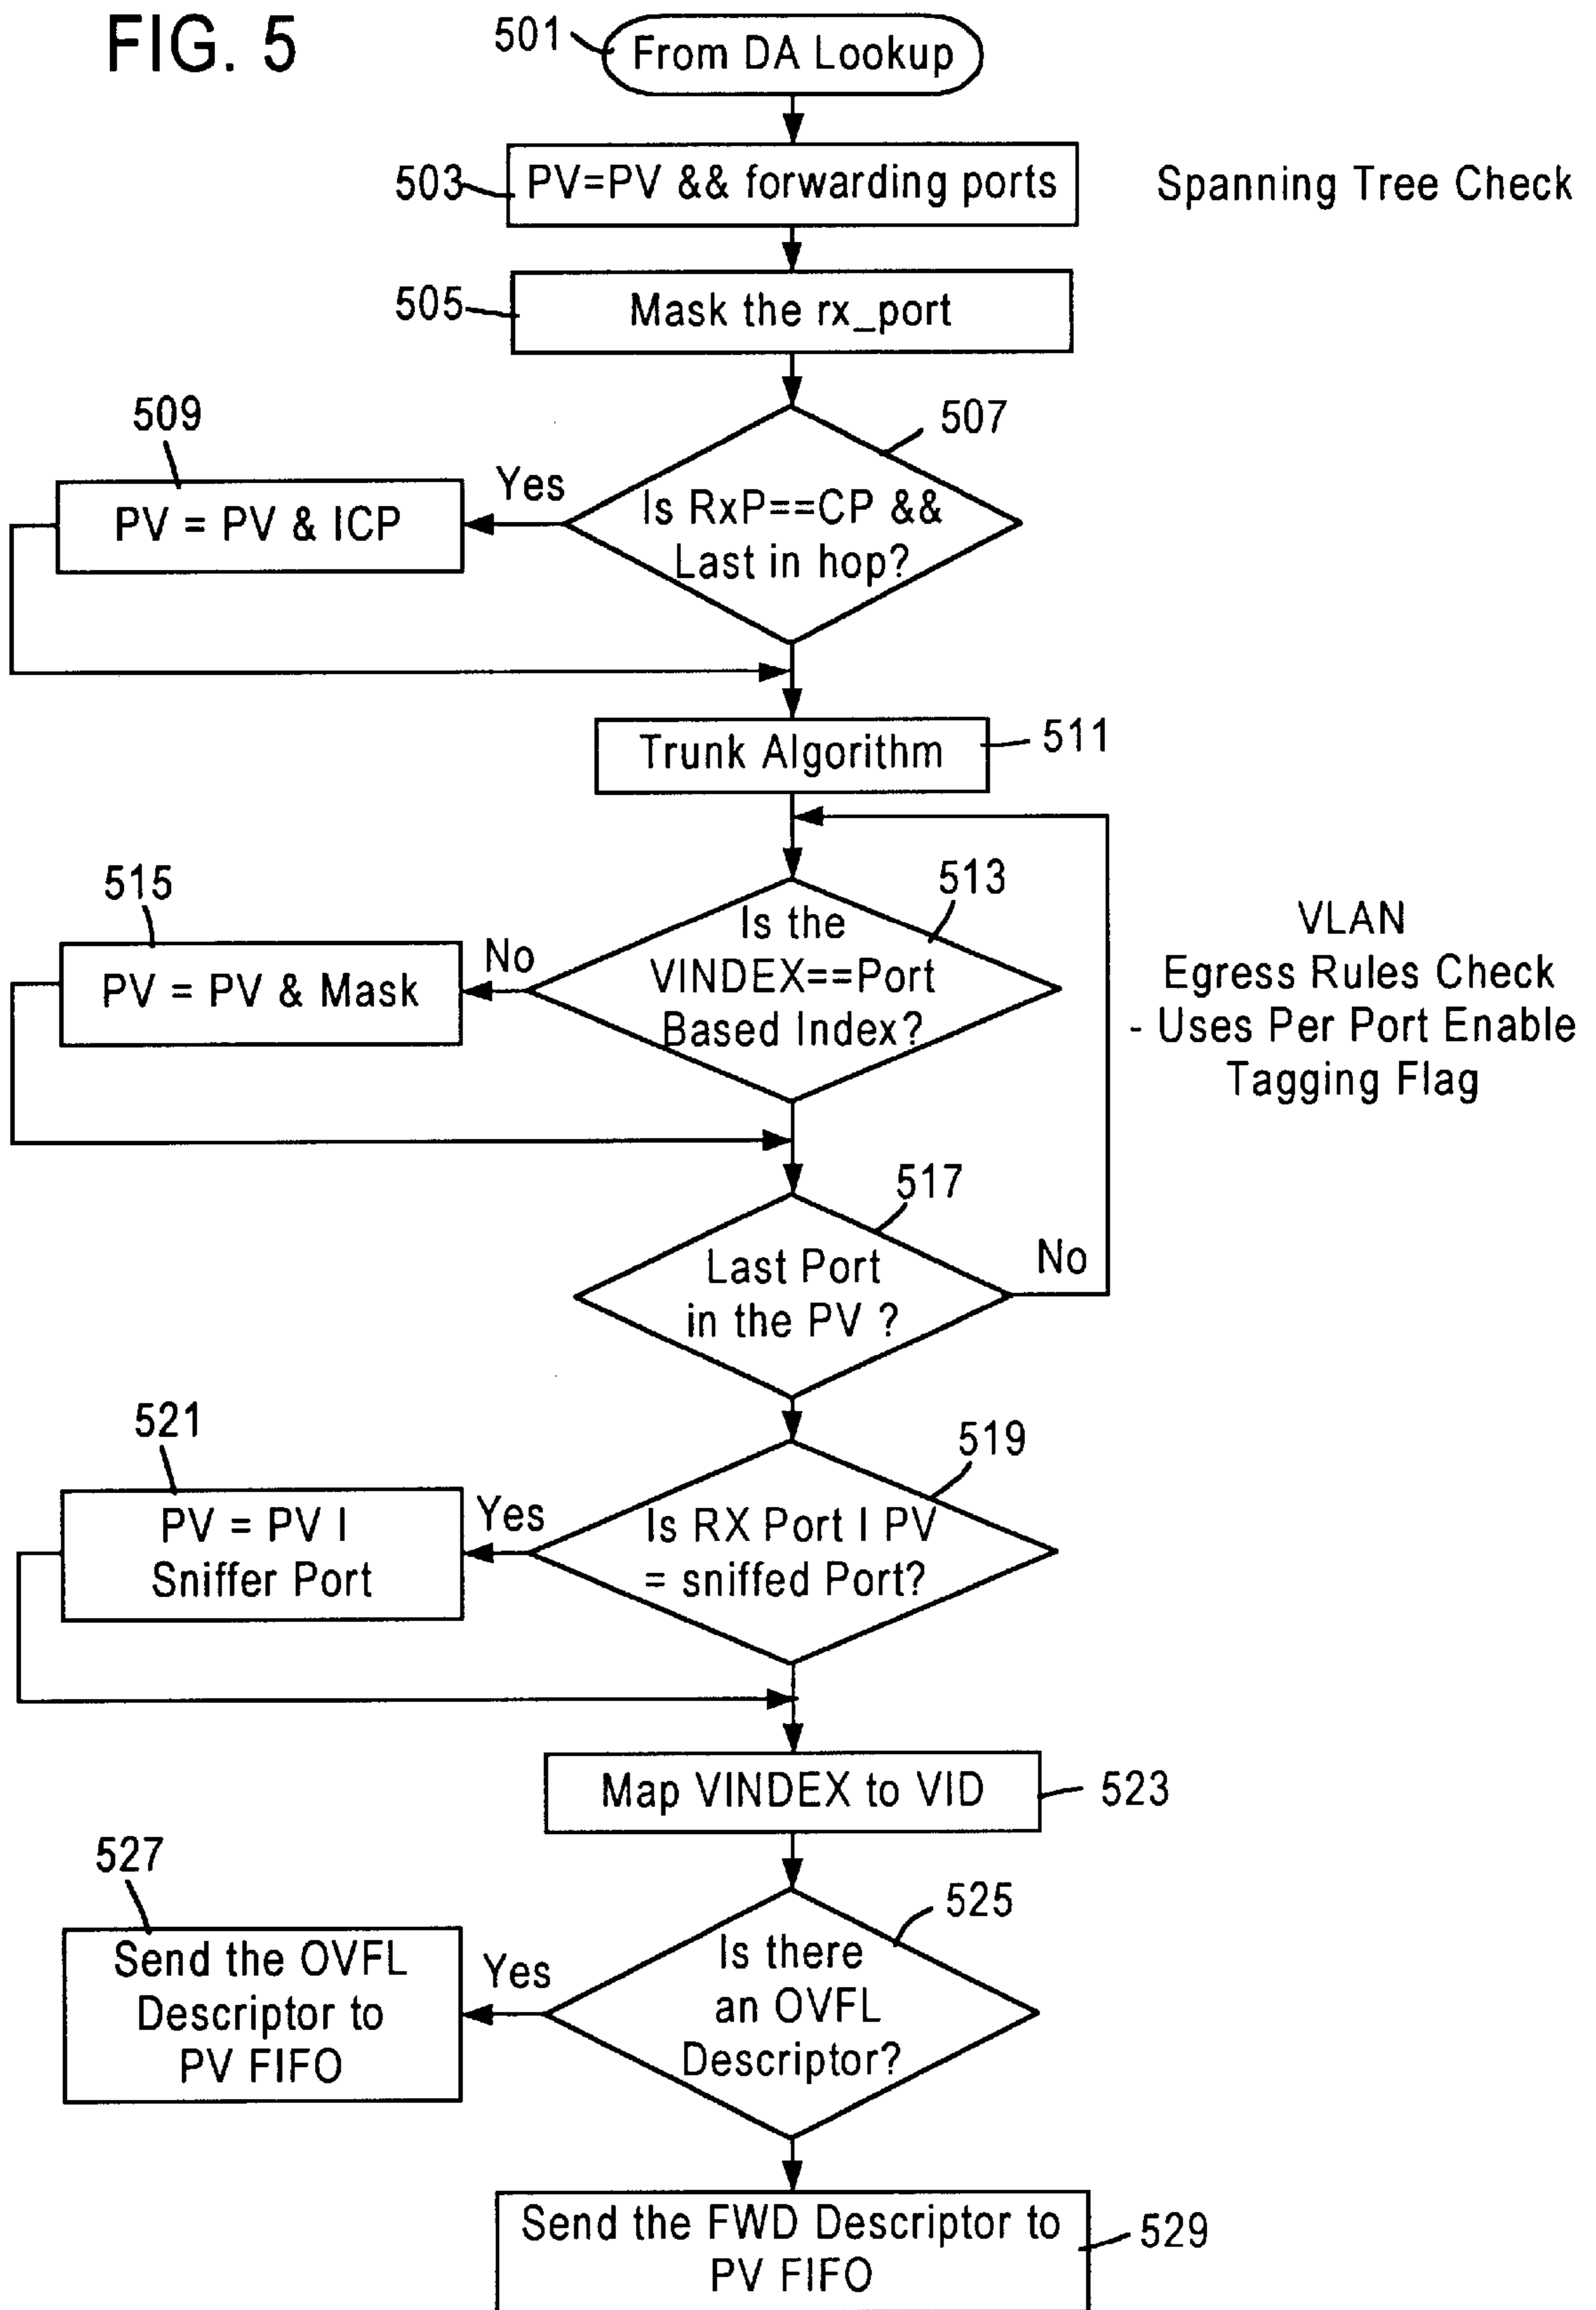 FIG. 5
501
From DA Lookup
503
PV=PV && forwarding ports
Spanning Tree Check
505
Mask the rx_port
509
507
Yes
PV = PV & ICP
Is RxP==CP &&
Last in hop?
Trunk Algorithm
511
515
513
No
PV = PV & Mask
Is the
VINDEX==Port
Based Index?
VLAN
Egress Rules Check
- Uses Per Port Enable
Tagging Flag
517
Last Port
in the PV ?
No
521
519
Yes
PV = PV I
Sniffer Port
Is RX Port I PV
= sniffed Port?
Map VINDEX to VID
523
527
525
Yes
Send the OVFL
Descriptor to
PV FIFO
Is there
an OVFL
Descriptor?
Send the FWD Descriptor to
PV FIFO
529